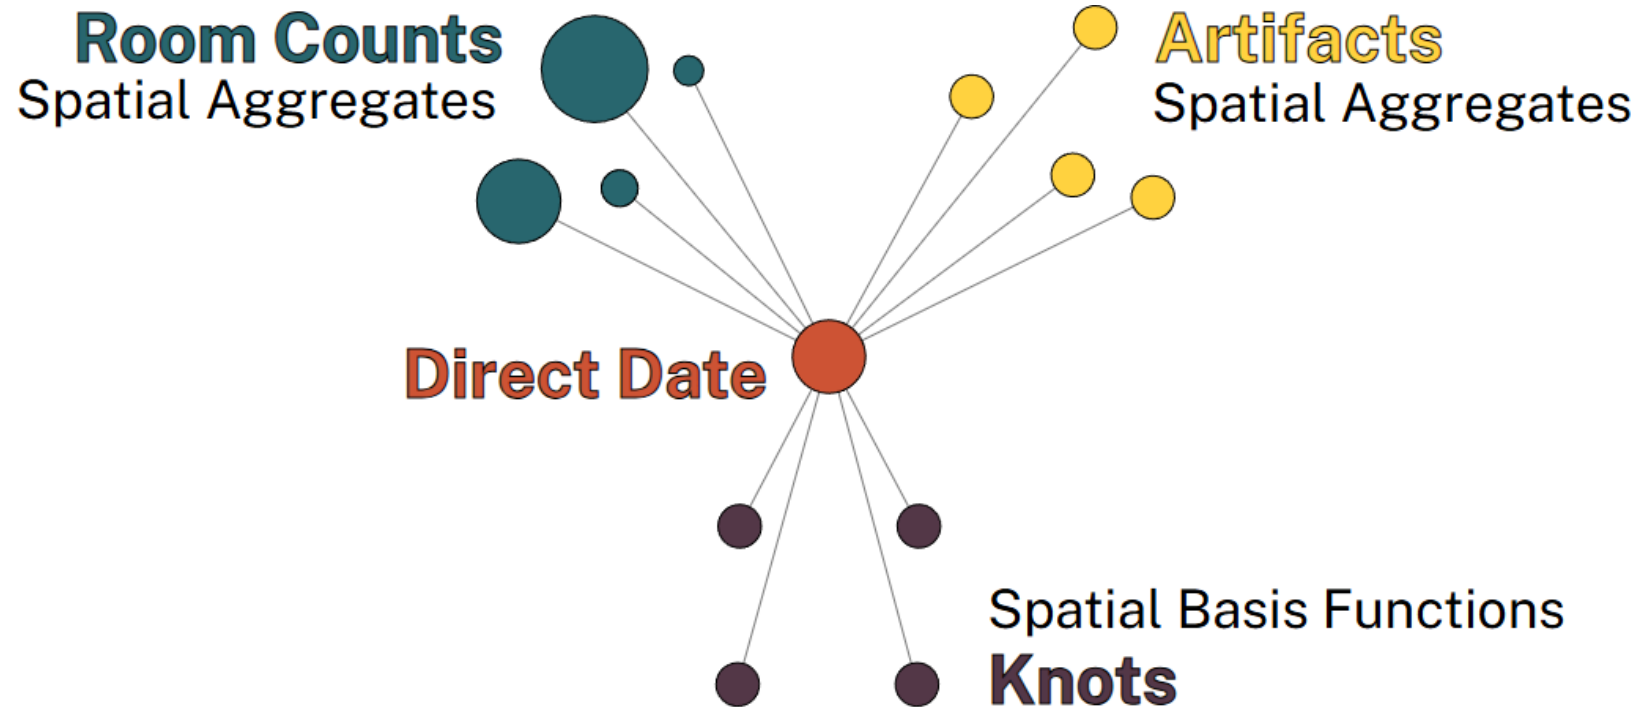 Room Counts
Spatial Aggregates
Artifacts
Spatial Aggregates
Direct Date
Spatial Basis Functions
Knots